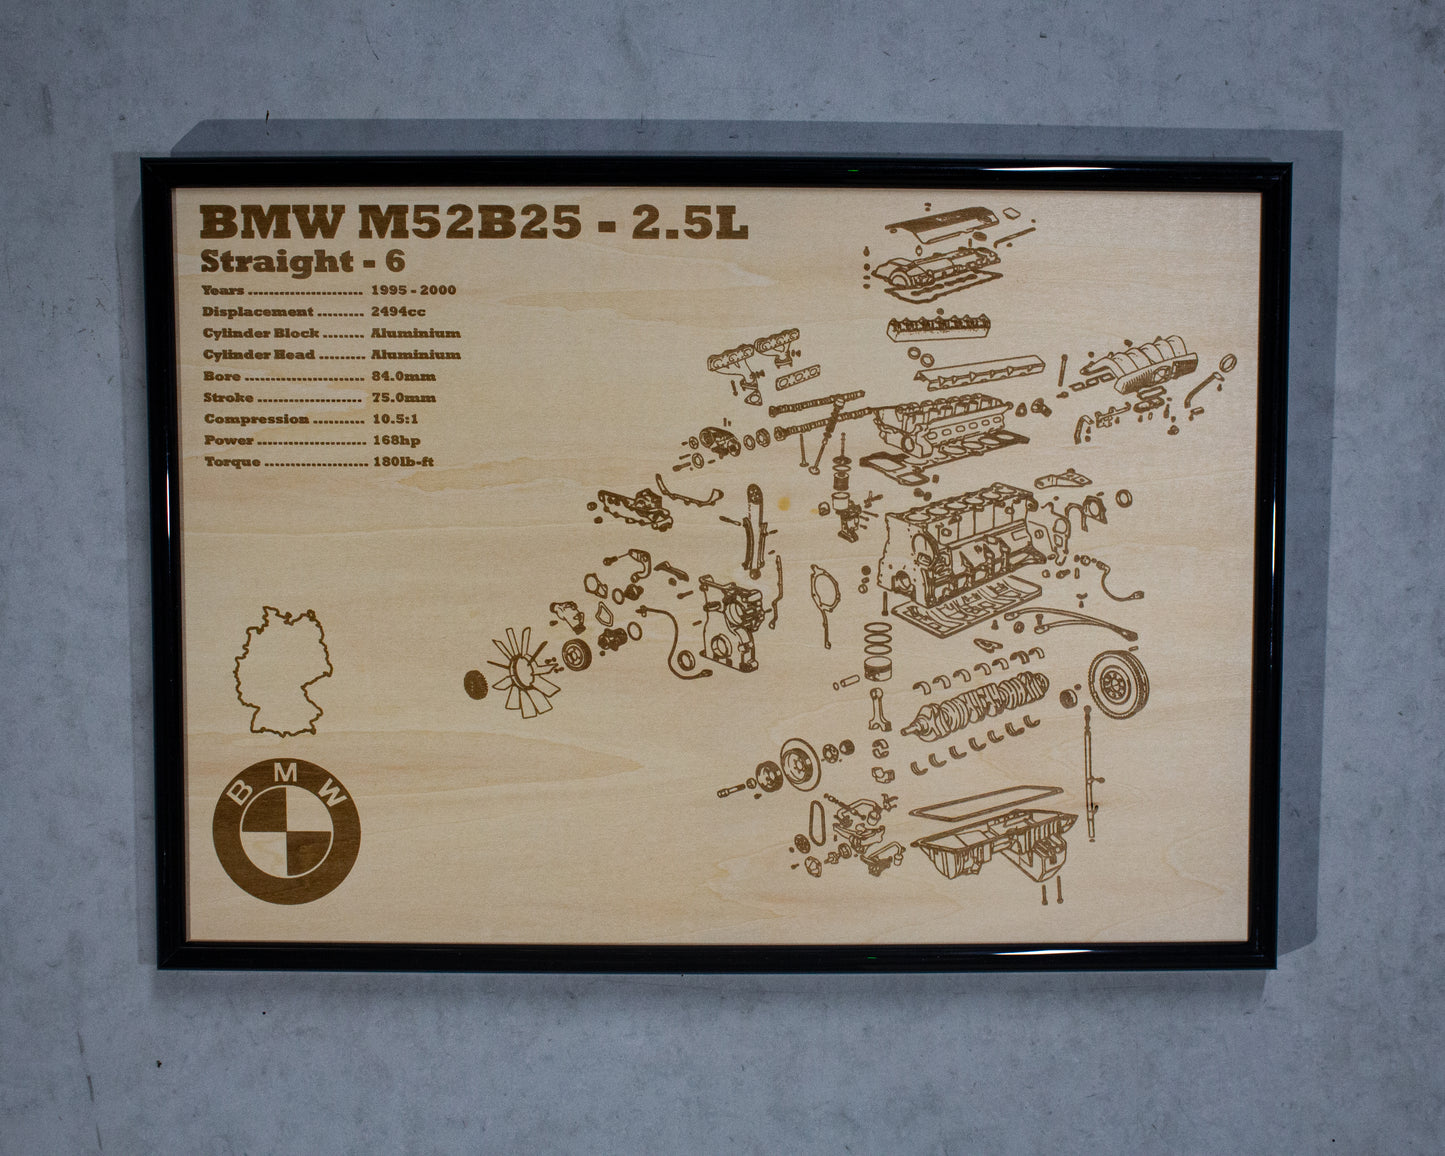 BMW M52B25 - 2.5L
Straight - 6
Years ........................ 1995 - 2000
Displacement .......... 2494cc
Cylinder Block ........ Aluminium
Cylinder Head .......... Aluminium
Bore ......................... 84.0mm
Stroke ...................... 75.0mm
Compression ........... 10.5:1
Power ....................... 168hp
Torque ...................... 180lb-ft
BMW